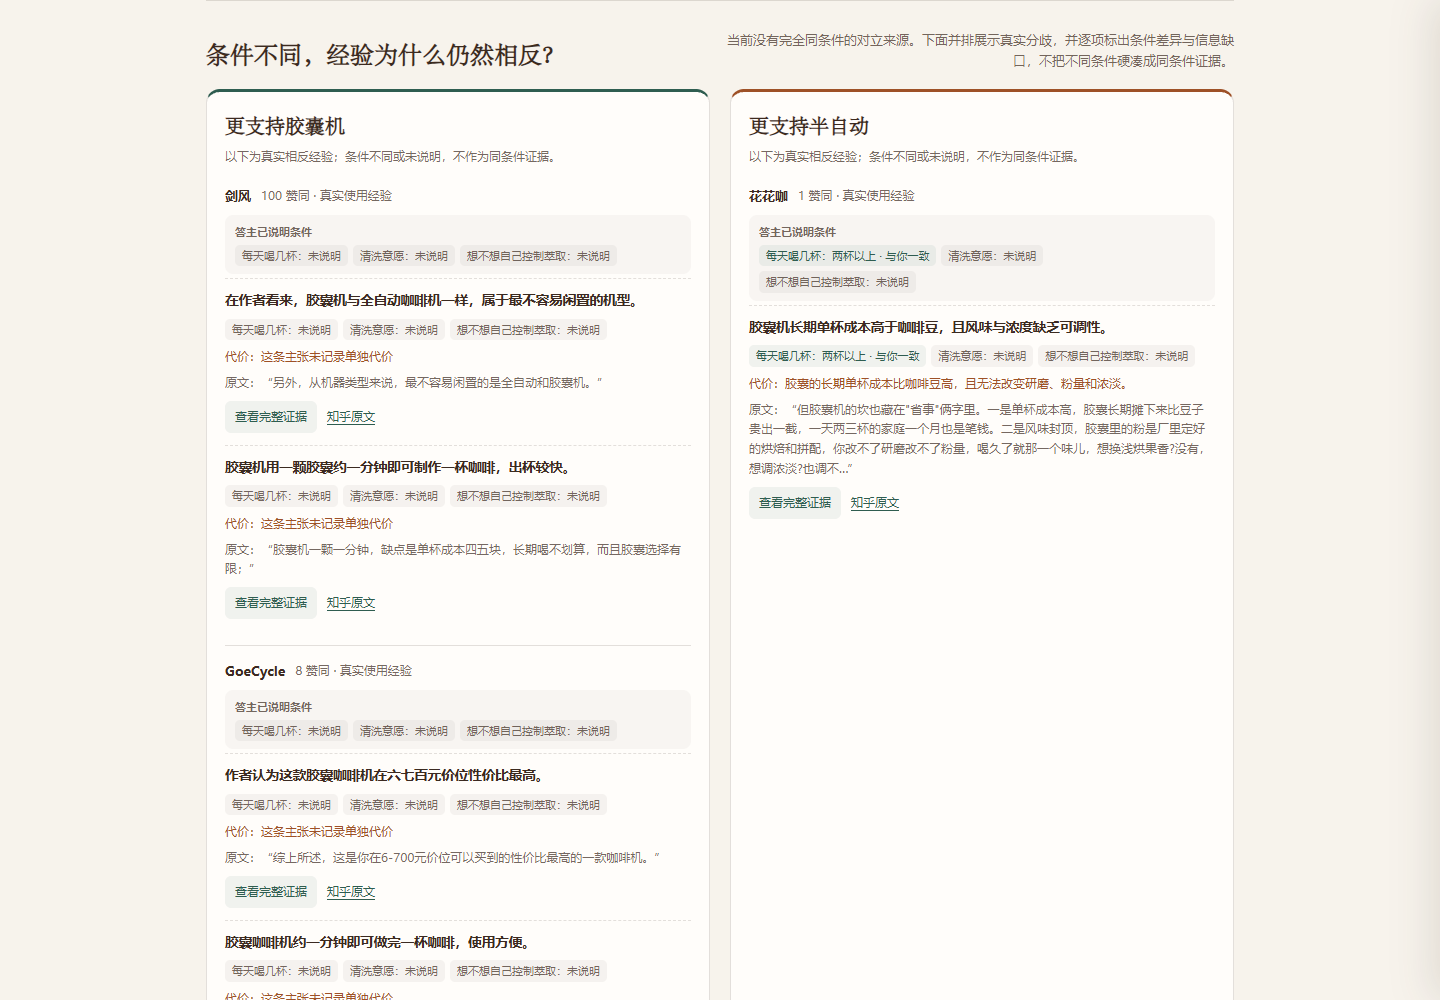 条件不同，经验为什么仍然相反？
当前没有完全同条件的对立来源。下面并排展示真实分歧，并逐项标出条件差异与信息缺
口，不把不同条件硬凑成同条件证据。
更支持胶囊机
以下为真实相反经验；条件不同或未说明，不作为同条件证据。
剑风 100 赞同 · 真实使用经验
答主已说明条件
每天喝几杯：未说明 清洗意愿：未说明 想不想自己控制萃取：未说明
在作者看来，胶囊机与全自动咖啡机一样，属于最不容易闲置的机型。
每天喝几杯：未说明 清洗意愿：未说明 想不想自己控制萃取：未说明
代价：这条主张未记录单独代价
原文：“另外，从机器类型来说，最不容易闲置的是全自动和胶囊机。”
查看完整证据 知乎原文
胶囊机用一颗胶囊约一分钟即可制作一杯咖啡，出杯较快。
每天喝几杯：未说明 清洗意愿：未说明 想不想自己控制萃取：未说明
代价：这条主张未记录单独代价
原文：“胶囊机一颗一分钟，缺点是单杯成本四五块，长期喝不划算，而且胶囊选择有
限；”
查看完整证据 知乎原文
GoeCycle 8 赞同 · 真实使用经验
答主已说明条件
每天喝几杯：未说明 清洗意愿：未说明 想不想自己控制萃取：未说明
作者认为这款胶囊咖啡机在六七百元价位性价比最高。
每天喝几杯：未说明 清洗意愿：未说明 想不想自己控制萃取：未说明
代价：这条主张未记录单独代价
原文：“综上所述，这是你在6-700元价位可以买到的性价比最高的一款咖啡机。”
查看完整证据 知乎原文
胶囊咖啡机约一分钟即可做完一杯咖啡，使用方便。
每天喝几杯：未说明 清洗意愿：未说明 想不想自己控制萃取：未说明
代价：这条主张未记录单独代价
更支持半自动
以下为真实相反经验；条件不同或未说明，不作为同条件证据。
花花咖 1 赞同 · 真实使用经验
答主已说明条件
每天喝几杯：两杯以上 · 与你一致 清洗意愿：未说明
想不想自己控制萃取：未说明
胶囊机长期单杯成本高于咖啡豆，且风味与浓度缺乏可调性。
每天喝几杯：两杯以上 · 与你一致 清洗意愿：未说明 想不想自己控制萃取：未说明
代价：胶囊的长期单杯成本比咖啡豆高，且无法改变研磨、粉量和浓淡。
原文：“但胶囊机的坎也藏在"省事"俩字里。一是单杯成本高，胶囊长期摊下来比豆子
贵出一截，一天两三杯的家庭一个月也是笔钱。二是风味封顶，胶囊里的粉是厂里定好
的烘焙和拼配，你改不了研磨改不了粉量，喝久了就那一个味儿，想换浅烘果香?没有，
想调浓淡?也调不…”
查看完整证据 知乎原文